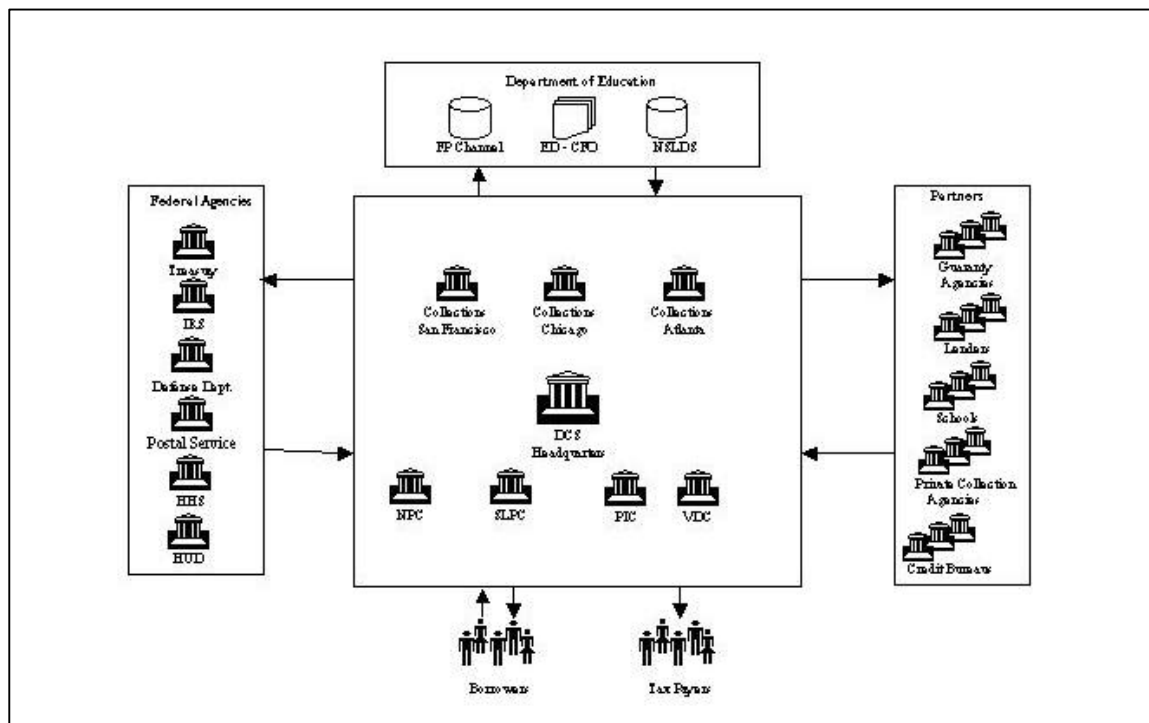 Department of Education
FP Channel
ED - CFO
NSLDS
Federal Agencies
Treasury
IRS
Defense Dept.
Postal Service
HHS
HUD
Collections
San Francisco
Collections
Chicago
Collections
Atlanta
DCS
Headquarters
NPC
SLPC
PIC
VDC
Partners
Guaranty
Agencies
Lenders
Schools
Private Collection
Agencies
Credit Bureaus
Borrowers
Tax Payers